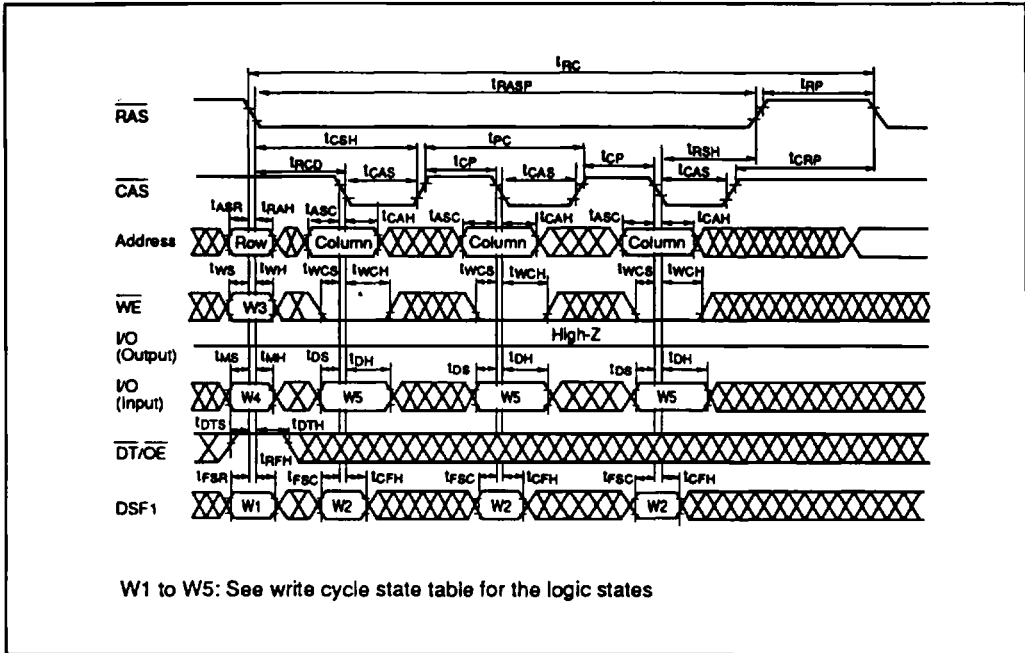 tRC
tRASP tRP
RAS
tCSH tPC
tRCD tCAS tCP tCAS tCP tRSH tCAS tCRP
CAS
tASR tRAH tASC tCAH tASC tCAH tASC tCAH
Address Row Column Column Column
tWS tWH tWCS tWCH tWCS tWCH tWCS tWCH
WE W3
I/O (Output) High-Z
tMS tMH tDS tDH tDS tDH tDS tDH
I/O (Input) W4 W5 W5 W5
tDTS tDTH
DT/OE
tFSR tRFH tFSC tCFH tFSC tCFH tFSC tCFH
DSF1 W1 W2 W2 W2
W1 to W5: See write cycle state table for the logic states